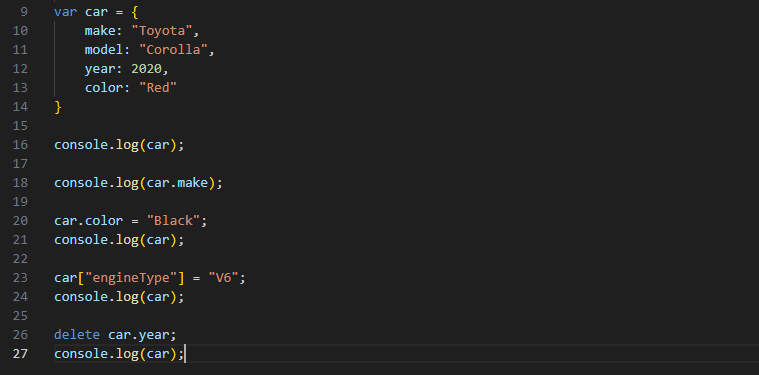 9 var car = {
10     make: "Toyota",
11     model: "Corolla",
12     year: 2020,
13     color: "Red"
14 }
15
16 console.log(car);
17
18 console.log(car.make);
19
20 car.color = "Black";
21 console.log(car);
22
23 car["engineType"] = "V6";
24 console.log(car);
25
26 delete car.year;
27 console.log(car);